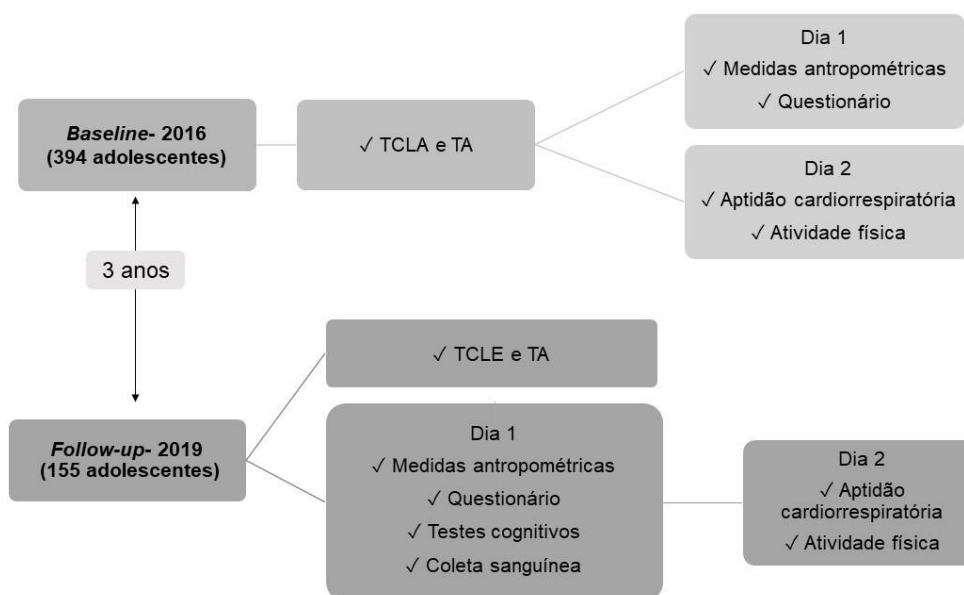 Baseline- 2016
(394 adolescentes)
✓ TCLA e TA
Dia 1
✓ Medidas antropométricas
✓ Questionário
Dia 2
✓ Aptidão cardiorrespiratória
✓ Atividade física
3 anos
Follow-up- 2019
(155 adolescentes)
✓ TCLE e TA
Dia 1
✓ Medidas antropométricas
✓ Questionário
✓ Testes cognitivos
✓ Coleta sanguínea
Dia 2
✓ Aptidão
cardiorrespiratória
✓ Atividade física